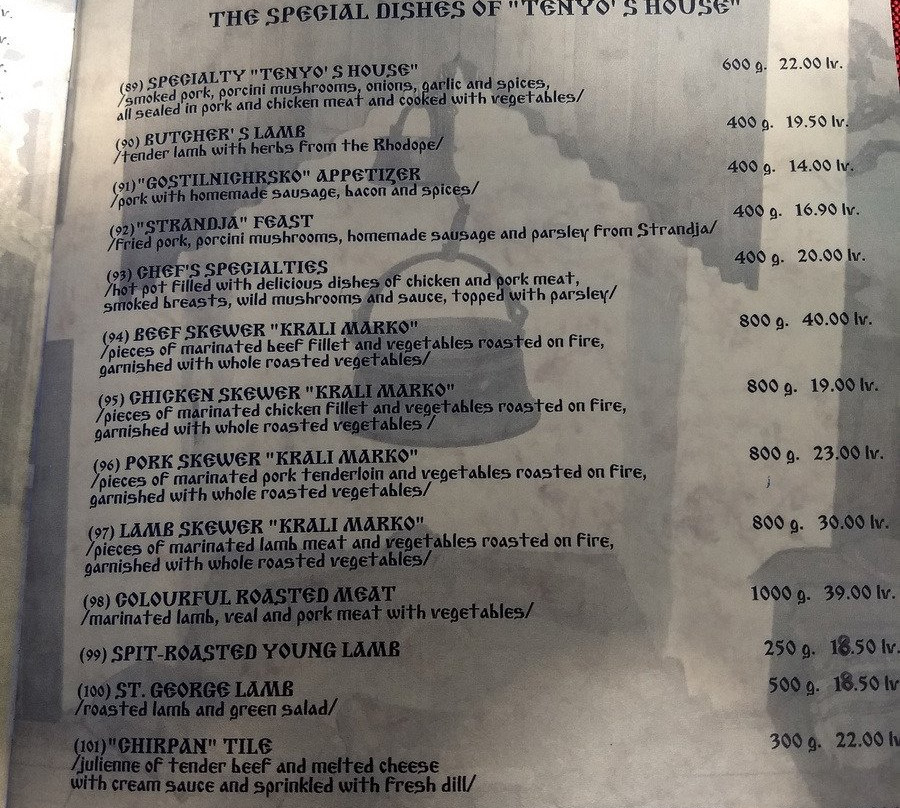 THE SPECIAL DISHES OF "TENYO'S HOUSE"
(89) SPECIALTY "TENYO'S HOUSE" 600 g. 22.00 lv.
/smoked pork, porcini mushrooms, onions, garlic and spices,
all sealed in pork and chicken meat and cooked with vegetables/
(90) BUTCHER'S LAMB 400 g. 19.50 lv.
/tender lamb with herbs from the Rhodope/
(91) "GOSTILNICHRSKO" APPETIZER 400 g. 14.00 lv.
/pork with homemade sausage, bacon and spices/
(92) "STRANDJA" FEAST 400 g. 16.90 lv.
/fried pork, porcini mushrooms, homemade sausage and parsley from Strandja/
(93) CHEF'S SPECIALTIES 400 g. 20.00 lv.
/hot pot filled with delicious dishes of chicken and pork meat,
smoked breasts, wild mushrooms and sauce, topped with parsley/
(94) BEEF SKEWER "KRALI MARKO" 800 g. 40.00 lv.
/pieces of marinated beef fillet and vegetables roasted on fire,
garnished with whole roasted vegetables/
(95) CHICKEN SKEWER "KRALI MARKO" 800 g. 19.00 lv.
/pieces of marinated chicken fillet and vegetables roasted on fire,
garnished with whole roasted vegetables /
(96) PORK SKEWER "KRALI MARKO" 800 g. 23.00 lv.
/pieces of marinated pork tenderloin and vegetables roasted on fire,
garnished with whole roasted vegetables/
(97) LAMB SKEWER "KRALI MARKO" 800 g. 30.00 lv.
/pieces of marinated lamb meat and vegetables roasted on fire,
garnished with whole roasted vegetables/
(98) COLOURFUL ROASTED MEAT 1000 g. 39.00 lv.
/marinated lamb, veal and pork meat with vegetables/
(99) SPIT-ROASTED YOUNG LAMB 250 g. 18.50 lv.
(100) ST. GEORGE LAMB 500 g. 18.50 lv
/roasted lamb and green salad/
(101) "CHIRPAN" TILE 300 g. 22.00 lv
/julienne of tender beef and melted cheese
with cream sauce and sprinkled with fresh dill/